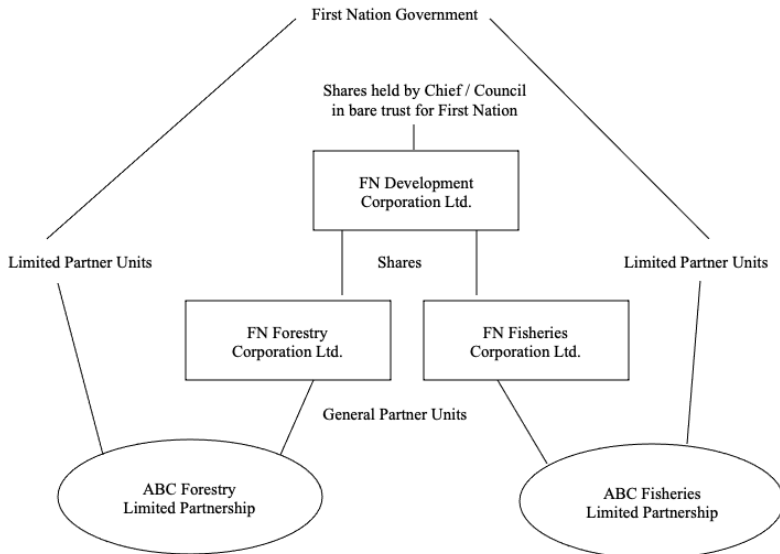 First Nation Government
Shares held by Chief / Council
in bare trust for First Nation
FN Development
Corporation Ltd.
Limited Partner Units
Shares
Limited Partner Units
FN Forestry
Corporation Ltd.
FN Fisheries
Corporation Ltd.
General Partner Units
ABC Forestry
Limited Partnership
ABC Fisheries
Limited Partnership